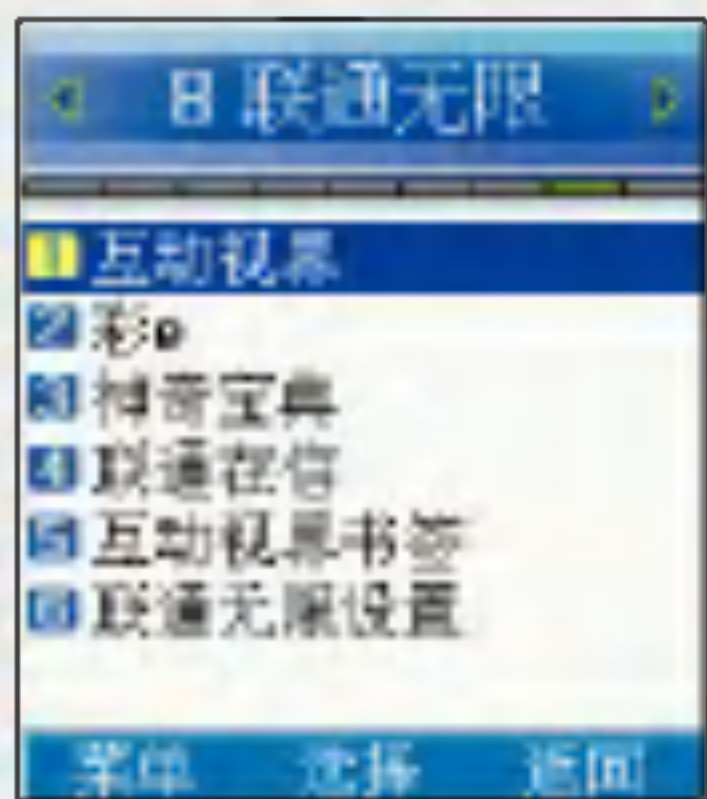 8 联通无限
1 互动视界
2 彩e
3 神奇宝典
4 联通在信
5 互动视界书签
6 联通无限设置
菜单 选择 返回